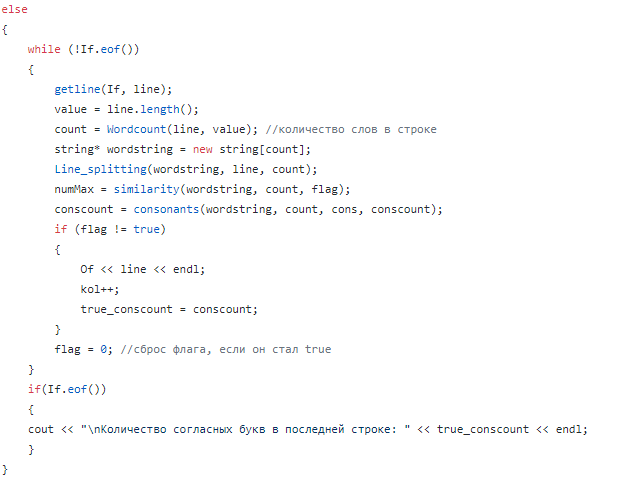 else
{
    while (!If.eof())
    {
        getline(If, line);
        value = line.length();
        count = Wordcount(line, value); //количество слов в строке
        string* wordstring = new string[count];
        Line_splitting(wordstring, line, count);
        numMax = similarity(wordstring, count, flag);
        conscount = consonants(wordstring, count, cons, conscount);
        if (flag != true)
        {
            Of << line << endl;
            kol++;
            true_conscount = conscount;
        }
        flag = 0; //сброс флага, если он стал true
    }
    if(If.eof())
    {
    cout << "\nКоличество согласных букв в последней строке: " << true_conscount << endl;
    }
}